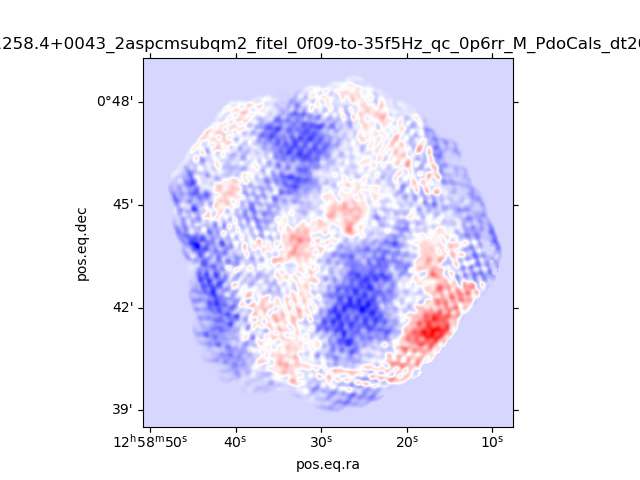 258.4+0043_2aspcmsubqm2_fitel_0f09-to-35f5Hz_qc_0p6rr_M_PdoCals_dt20
0°48'
45'
42'
39'
pos.eq.dec
12h58m50s 40s 30s 20s 10s
pos.eq.ra